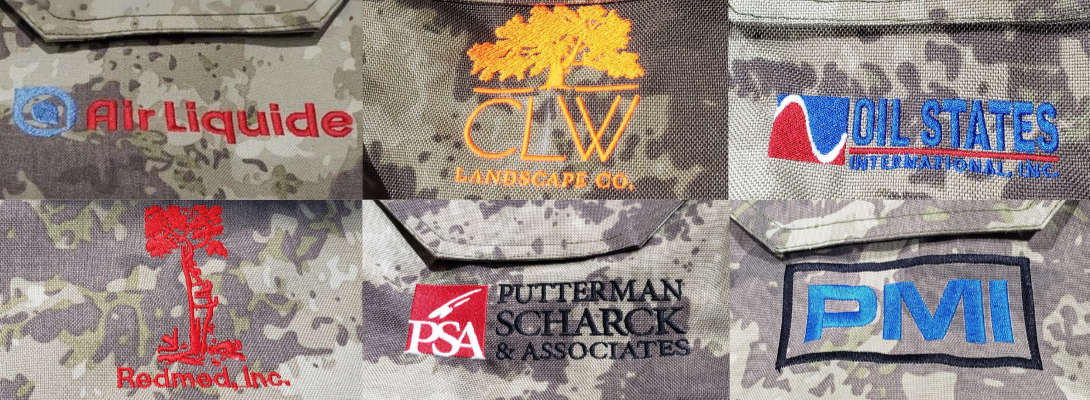 Air Liquide
CLW
LANDSCAPE CO.
OIL STATES
INTERNATIONAL, INC.
Redmed, Inc.
PSA
PUTTERMAN
SCHARCK
& ASSOCIATES
PMI